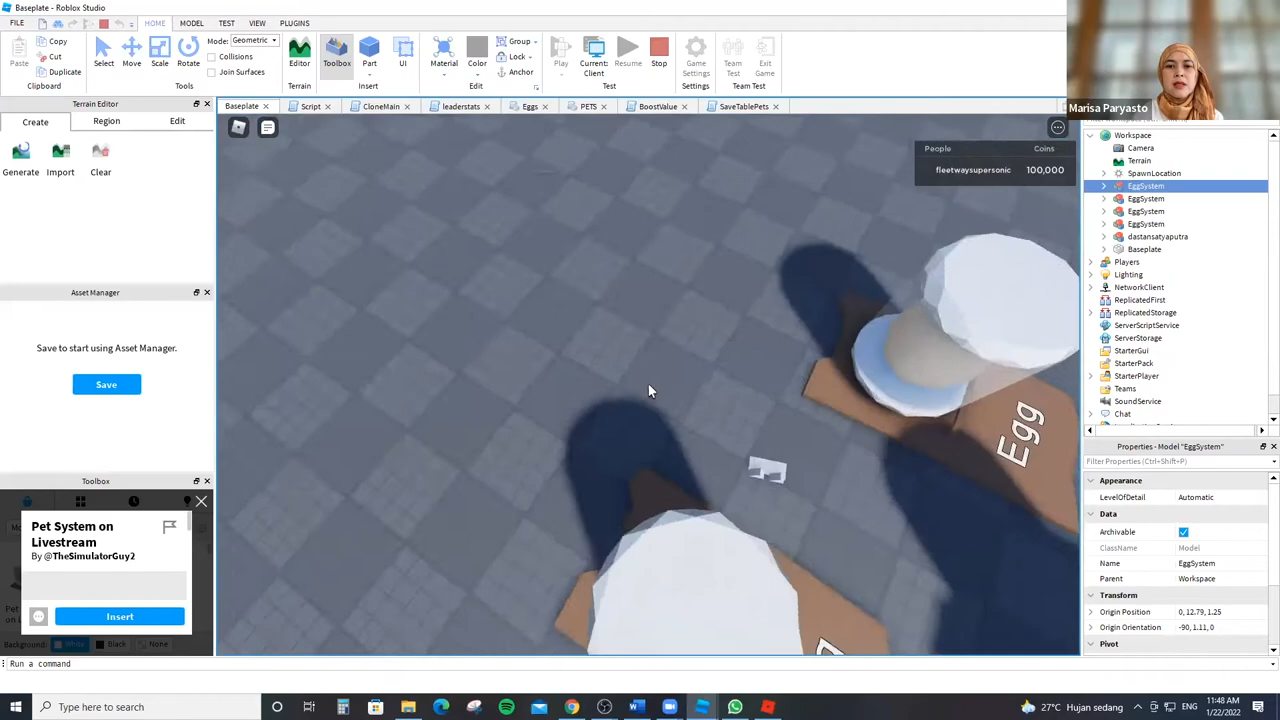 Baseplate - Roblox Studio
FILE HOME MODEL TEST VIEW PLUGINS
Paste Copy Cut Duplicate Clipboard
Select Move Scale Rotate Mode: Geometric Collisions Join Surfaces Tools
Editor Terrain Toolbox Part UI Insert
Material Color Group Lock Anchor Edit
Play Current: Client Resume Stop Test
Game Settings Settings
Team Test Exit Game Team Test
Marisa Paryasto
Terrain Editor
Create Region Edit
Generate Import Clear
Asset Manager
Save to start using Asset Manager.
Save
Toolbox
Pet System on
Livestream
By @TheSimulatorGuy2
Insert
Background: White Black None
Baseplate Script CloneMain leaderstats Eggs PETS BoostValue SaveTablePets
People Coins
fleetwaysupersonic 100,000
Egg
Workspace
Camera
Terrain
SpawnLocation
EggSystem
EggSystem
EggSystem
EggSystem
dastansatyaputra
Baseplate
Players
Lighting
NetworkClient
ReplicatedFirst
ReplicatedStorage
ServerScriptService
ServerStorage
StarterGui
StarterPack
StarterPlayer
Teams
SoundService
Chat
Properties - Model "EggSystem"
Filter Properties (Ctrl+Shift+P)
Appearance
LevelOfDetail Automatic
Data
Archivable
ClassName Model
Name EggSystem
Parent Workspace
Transform
Origin Position 0, 12.79, 1.25
Origin Orientation -90, 1.11, 0
Pivot
Run a command
Type here to search
27°C Hujan sedang ENG 11:48 AM
1/22/2022